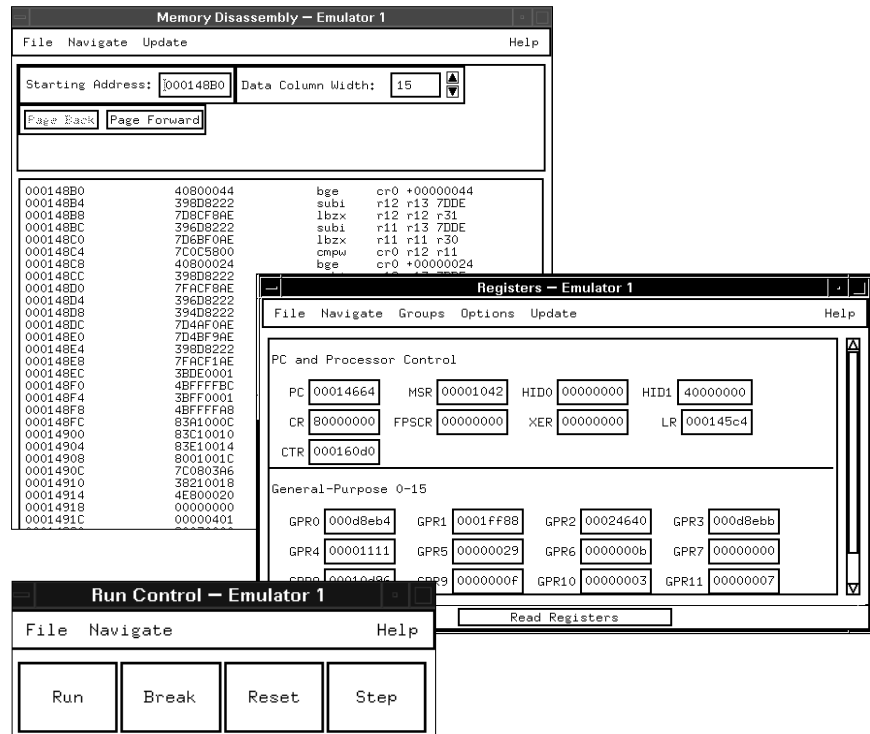 Memory Disassembly — Emulator 1
File Navigate Update Help
Starting Address: 000148B0 Data Column Width: 15
Page Back Page Forward
000148B0 40800044 bge cr0 +00000044
000148B4 398D8222 subi r12 r13 7DDE
000148B8 7D8CF8AE lbzx r12 r12 r31
000148BC 396D8222 subi r11 r13 7DDE
000148C0 7D6BF0AE lbzx r11 r11 r30
000148C4 7C0C5800 cmpw cr0 r12 r11
000148C8 40800024 bge cr0 +00000024
000148CC 398D8222
000148D0 7FACF8AE
000148D4 396D8222
000148D8 394D8222
000148DC 7D4AF0AE
000148E0 7D4BF9AE
000148E4 398D8222
000148E8 7FACF1AE
000148EC 3BDE0001
000148F0 4BFFFFBC
000148F4 3BFF0001
000148F8 4BFFFFA8
000148FC 83A1000C
00014900 83C10010
00014904 83E10014
00014908 8001001C
0001490C 7C0803A6
00014910 38210018
00014914 4E800020
00014918 00000000
0001491C 00000401
Registers — Emulator 1
File Navigate Groups Options Update Help
PC and Processor Control
PC 00014664 MSR 00001042 HID0 00000000 HID1 40000000
CR 80000000 FPSCR 00000000 XER 00000000 LR 000145c4
CTR 000160d0
General-Purpose 0-15
GPR0 000d8eb4 GPR1 0001ff88 GPR2 00024640 GPR3 000d8ebb
GPR4 00001111 GPR5 00000029 GPR6 0000000b GPR7 00000000
GPR9 0000000f GPR10 00000003 GPR11 00000007
Read Registers
Run Control — Emulator 1
File Navigate Help
Run Break Reset Step